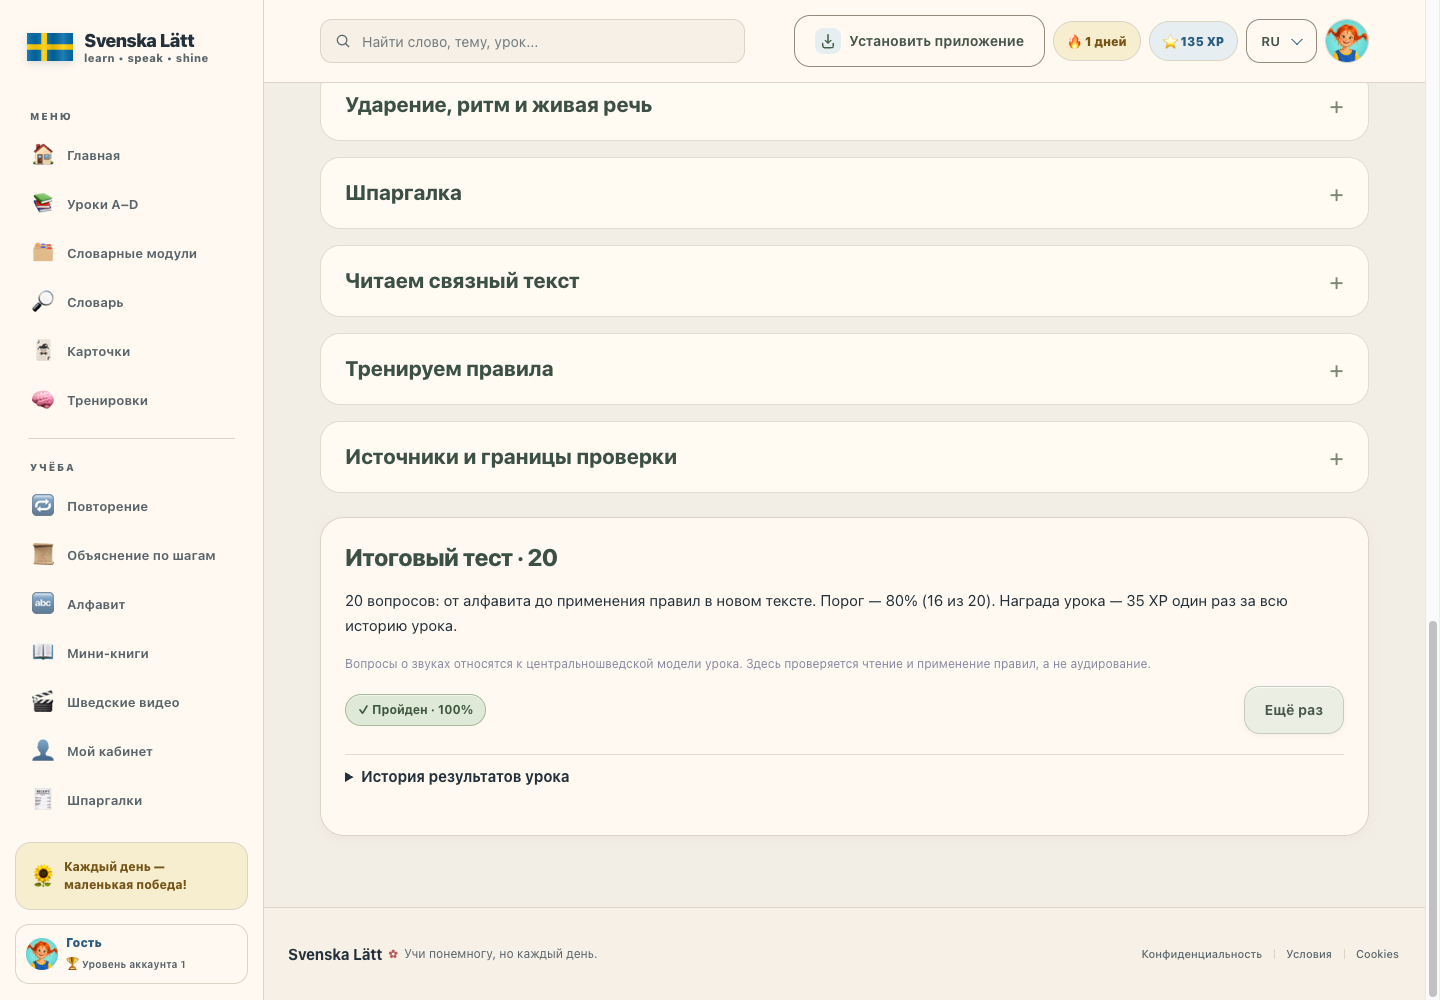 Svenska Lätt
learn • speak • shine
МЕНЮ
Главная
Уроки A–D
Словарные модули
Словарь
Карточки
Тренировки
УЧЁБА
Повторение
Объяснение по шагам
abc
Алфавит
Мини-книги
Шведские видео
Мой кабинет
Шпаргалки
Каждый день —
маленькая победа!
Гость
Уровень аккаунта 1
Найти слово, тему, урок...
Установить приложение
1 дней
135 XP
RU
Ударение, ритм и живая речь
Шпаргалка
Читаем связный текст
Тренируем правила
Источники и границы проверки
Итоговый тест · 20
20 вопросов: от алфавита до применения правил в новом тексте. Порог — 80% (16 из 20). Награда урока — 35 XP один раз за всю
историю урока.
Вопросы о звуках относятся к центральношведской модели урока. Здесь проверяется чтение и применение правил, а не аудирование.
✓ Пройден · 100%
Ещё раз
История результатов урока
Svenska Lätt
Учи понемногу, но каждый день.
Конфиденциальность
Условия
Cookies